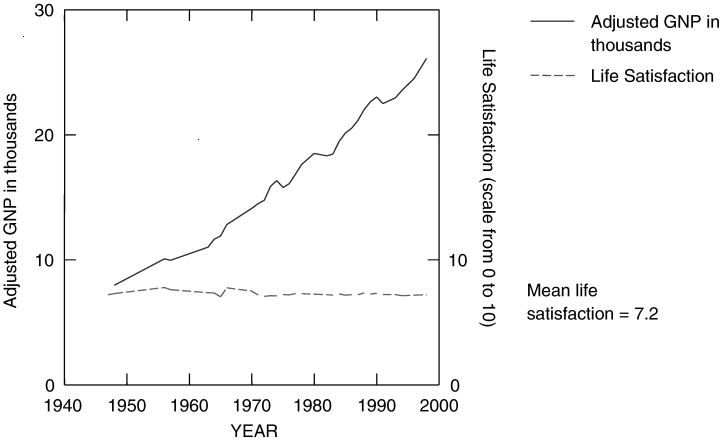 30
20
10
0
Adjusted GNP in thousands
1940 1950 1960 1970 1980 1990 2000
YEAR
10
0
Life Satisfaction (scale from 0 to 10)
Adjusted GNP in
thousands
Life Satisfaction
Mean life
satisfaction = 7.2